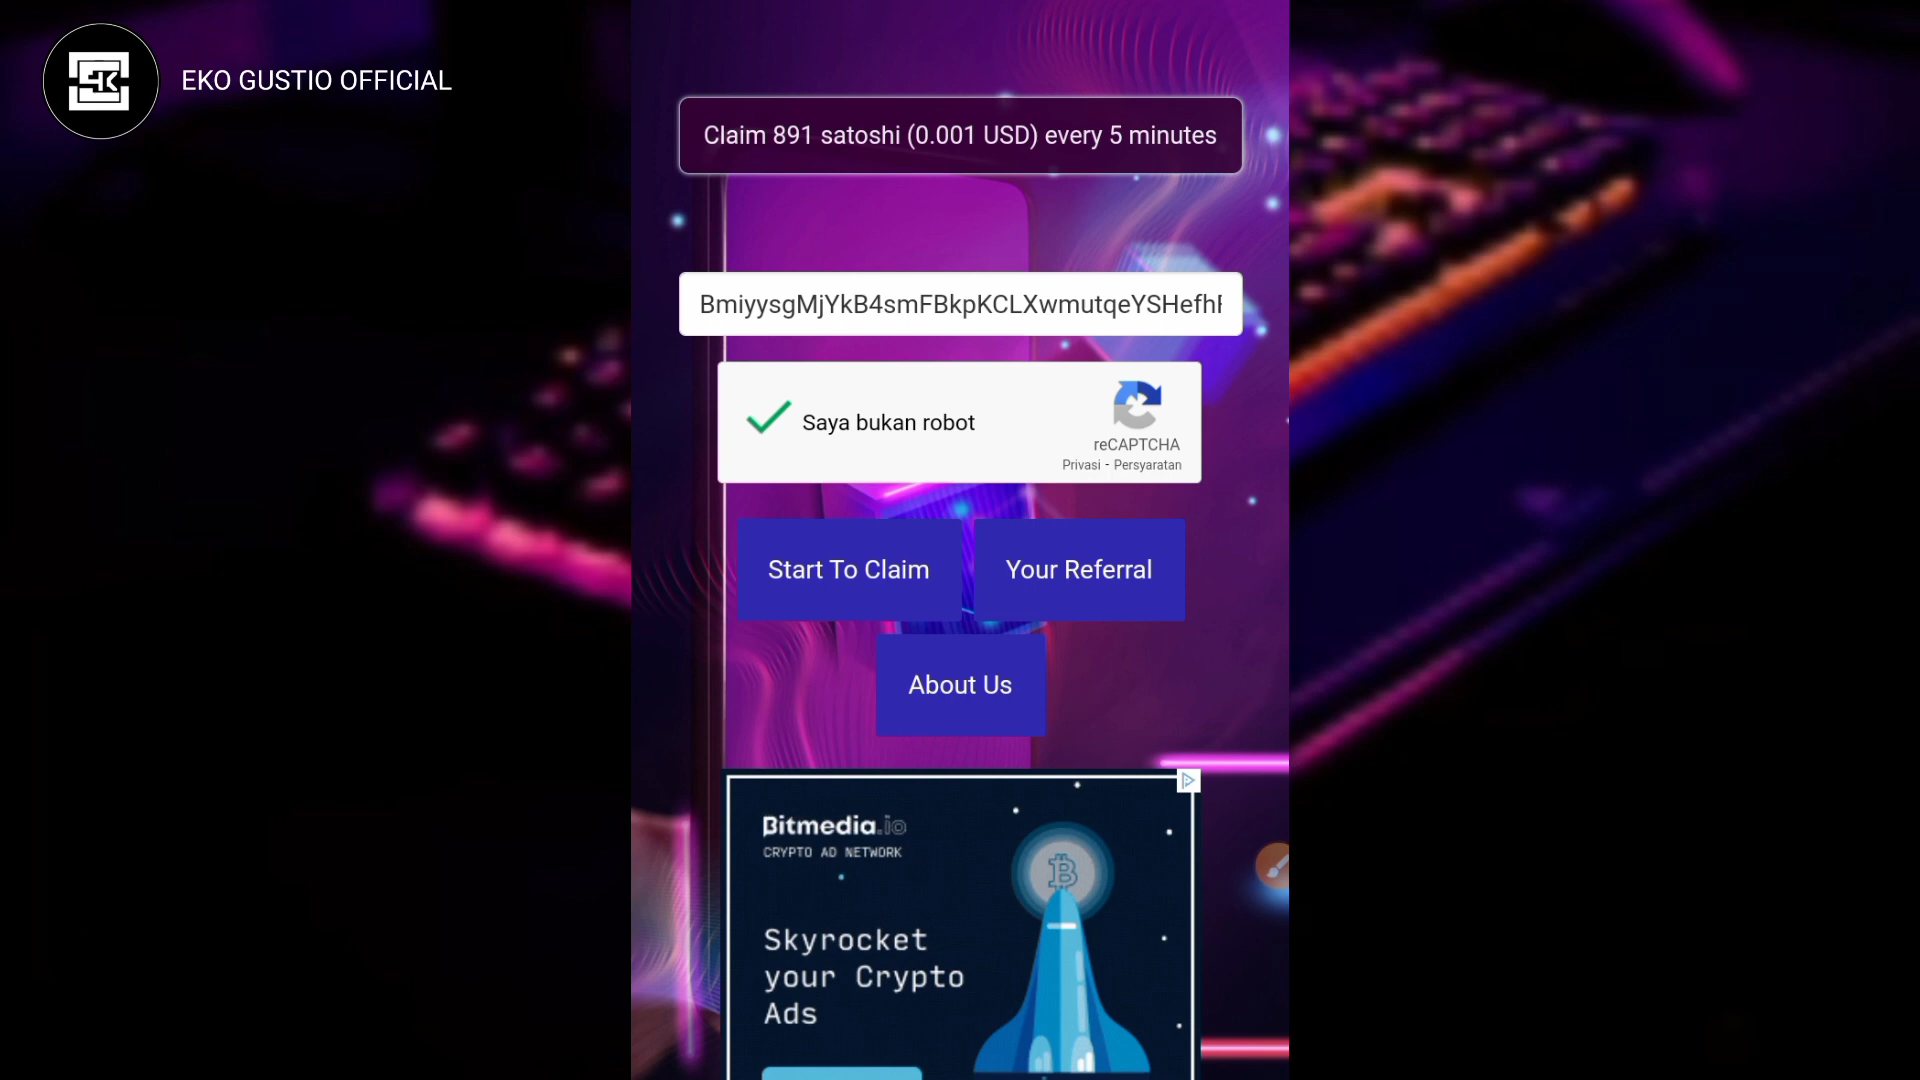 EKO GUSTIO OFFICIAL
Claim 891 satoshi (0.001 USD) every 5 minutes
BmiyysgMjYkB4smFBkpKCLXwmutqeYSHefh
Saya bukan robot
reCAPTCHA
Privasi - Persyaratan
Start To Claim
Your Referral
About Us
Bitmedia.io
CRYPTO AD NETWORK
Skyrocket
your Crypto
Ads